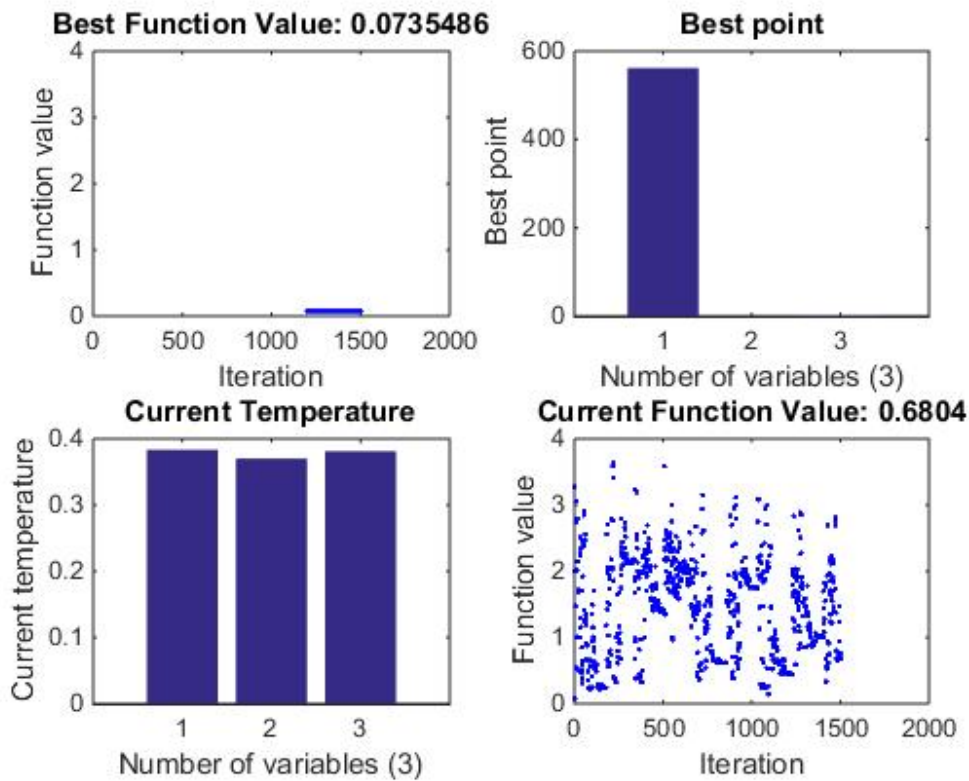 Best Function Value: 0.0735486
4
3
2
1
0
Function value
0 500 1000 1500 2000
Iteration
Best point
600
400
200
0
Best point
1 2 3
Number of variables (3)
Current Temperature
0.4
0.3
0.2
0.1
0
Current temperature
1 2 3
Number of variables (3)
Current Function Value: 0.6804
4
3
2
1
0
Function value
0 500 1000 1500 2000
Iteration